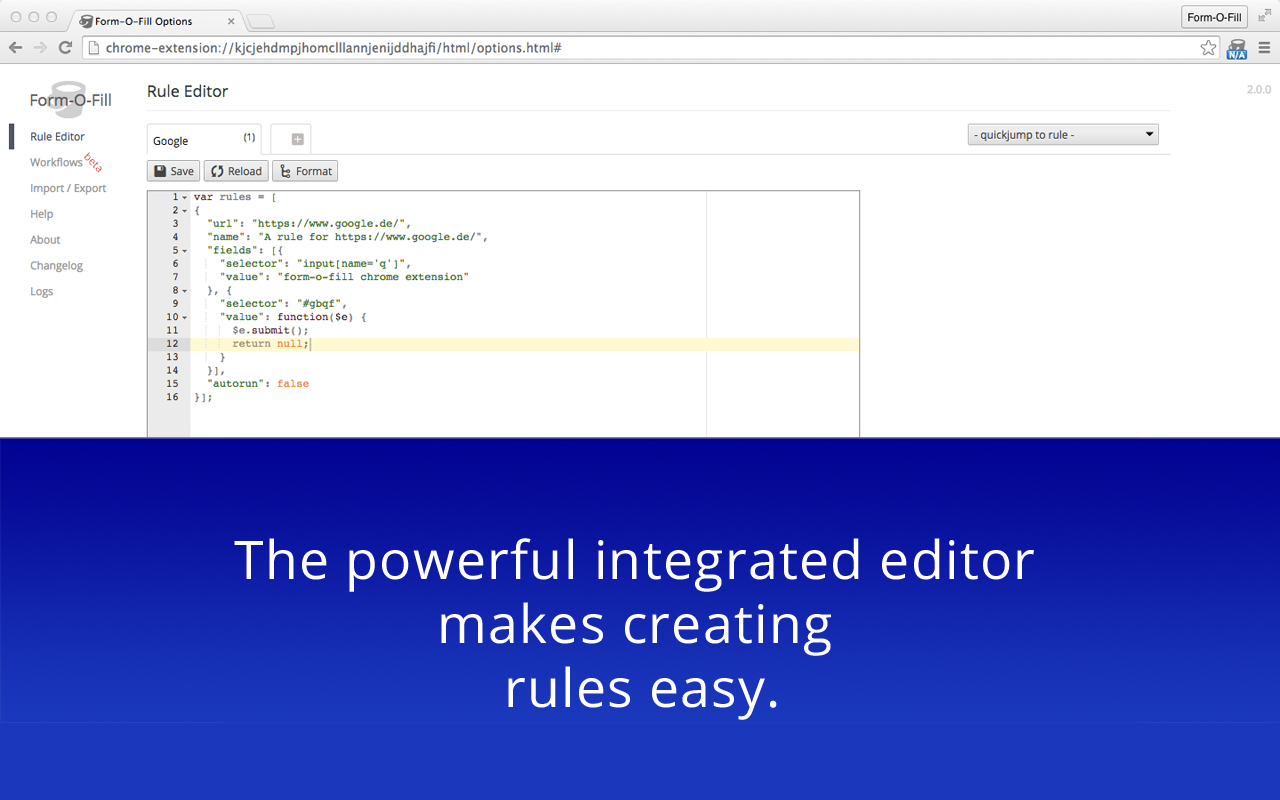 Form-O-Fill Options
Form-O-Fill
chrome-extension://kjcjehdmpjhomclllannjenijddhajfi/html/options.html#
N/A
Form-O-Fill
Rule Editor
2.0.0
Rule Editor
Workflows beta
Import / Export
Help
About
Changelog
Logs
Google (1)
- quickjump to rule -
Save Reload Format
1 var rules = [
2 {
3 "url": "https://www.google.de/",
4 "name": "A rule for https://www.google.de/",
5 "fields": [{
6 "selector": "input[name='q']",
7 "value": "form-o-fill chrome extension"
8 }, {
9 "selector": "#gbqf",
10 "value": function($e) {
11 $e.submit();
12 return null;
13 }
14 }],
15 "autorun": false
16 }];
The powerful integrated editor
makes creating
rules easy.